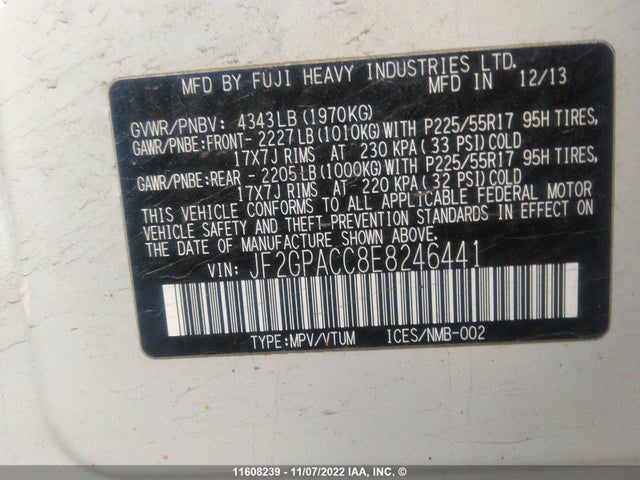 MFD BY FUJI HEAVY INDUSTRIES LTD.
MFD IN 12/13
GVWR/PNBV: 4343LB(1970KG)
GAWR/PNBE:FRONT- 2227LB(1010KG)WITH P225/55R17 95H TIRES,
17X7J RIMS AT 230 KPA(33 PSI)COLD
GAWR/PNBE:REAR - 2205LB(1000KG)WITH P225/55R17 95H TIRES,
17X7J RIMS AT 220 KPA(32 PSI)COLD
THIS VEHICLE CONFORMS TO ALL APPLICABLE FEDERAL MOTOR
VEHICLE SAFETY AND THEFT PREVENTION STANDARDS IN EFFECT ON
THE DATE OF MANUFACTURE SHOWN ABOVE.
VIN: JF2GPACC8E8246441
TYPE:MPV/VTUM ICES/NMB-002
11608239 - 11/07/2022 IAA, INC. ©